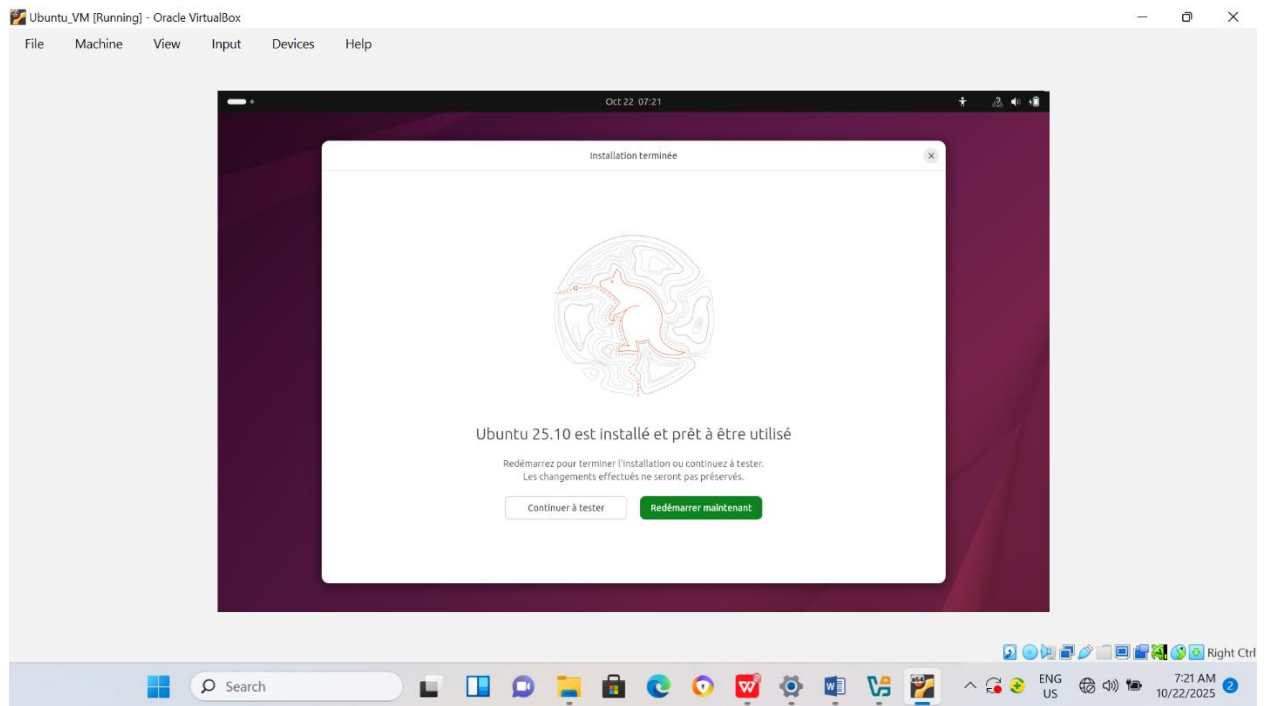 Ubuntu_VM [Running] - Oracle VirtualBox
File Machine View Input Devices Help
Oct 22 07:21
Installation terminée
Ubuntu 25.10 est installé et prêt à être utilisé
Redémarrez pour terminer l'installation ou continuez à tester.
Les changements effectués ne seront pas préservés.
Continuer à tester Redémarrer maintenant
Right Ctrl
Search
ENG
US
7:21 AM
10/22/2025
2